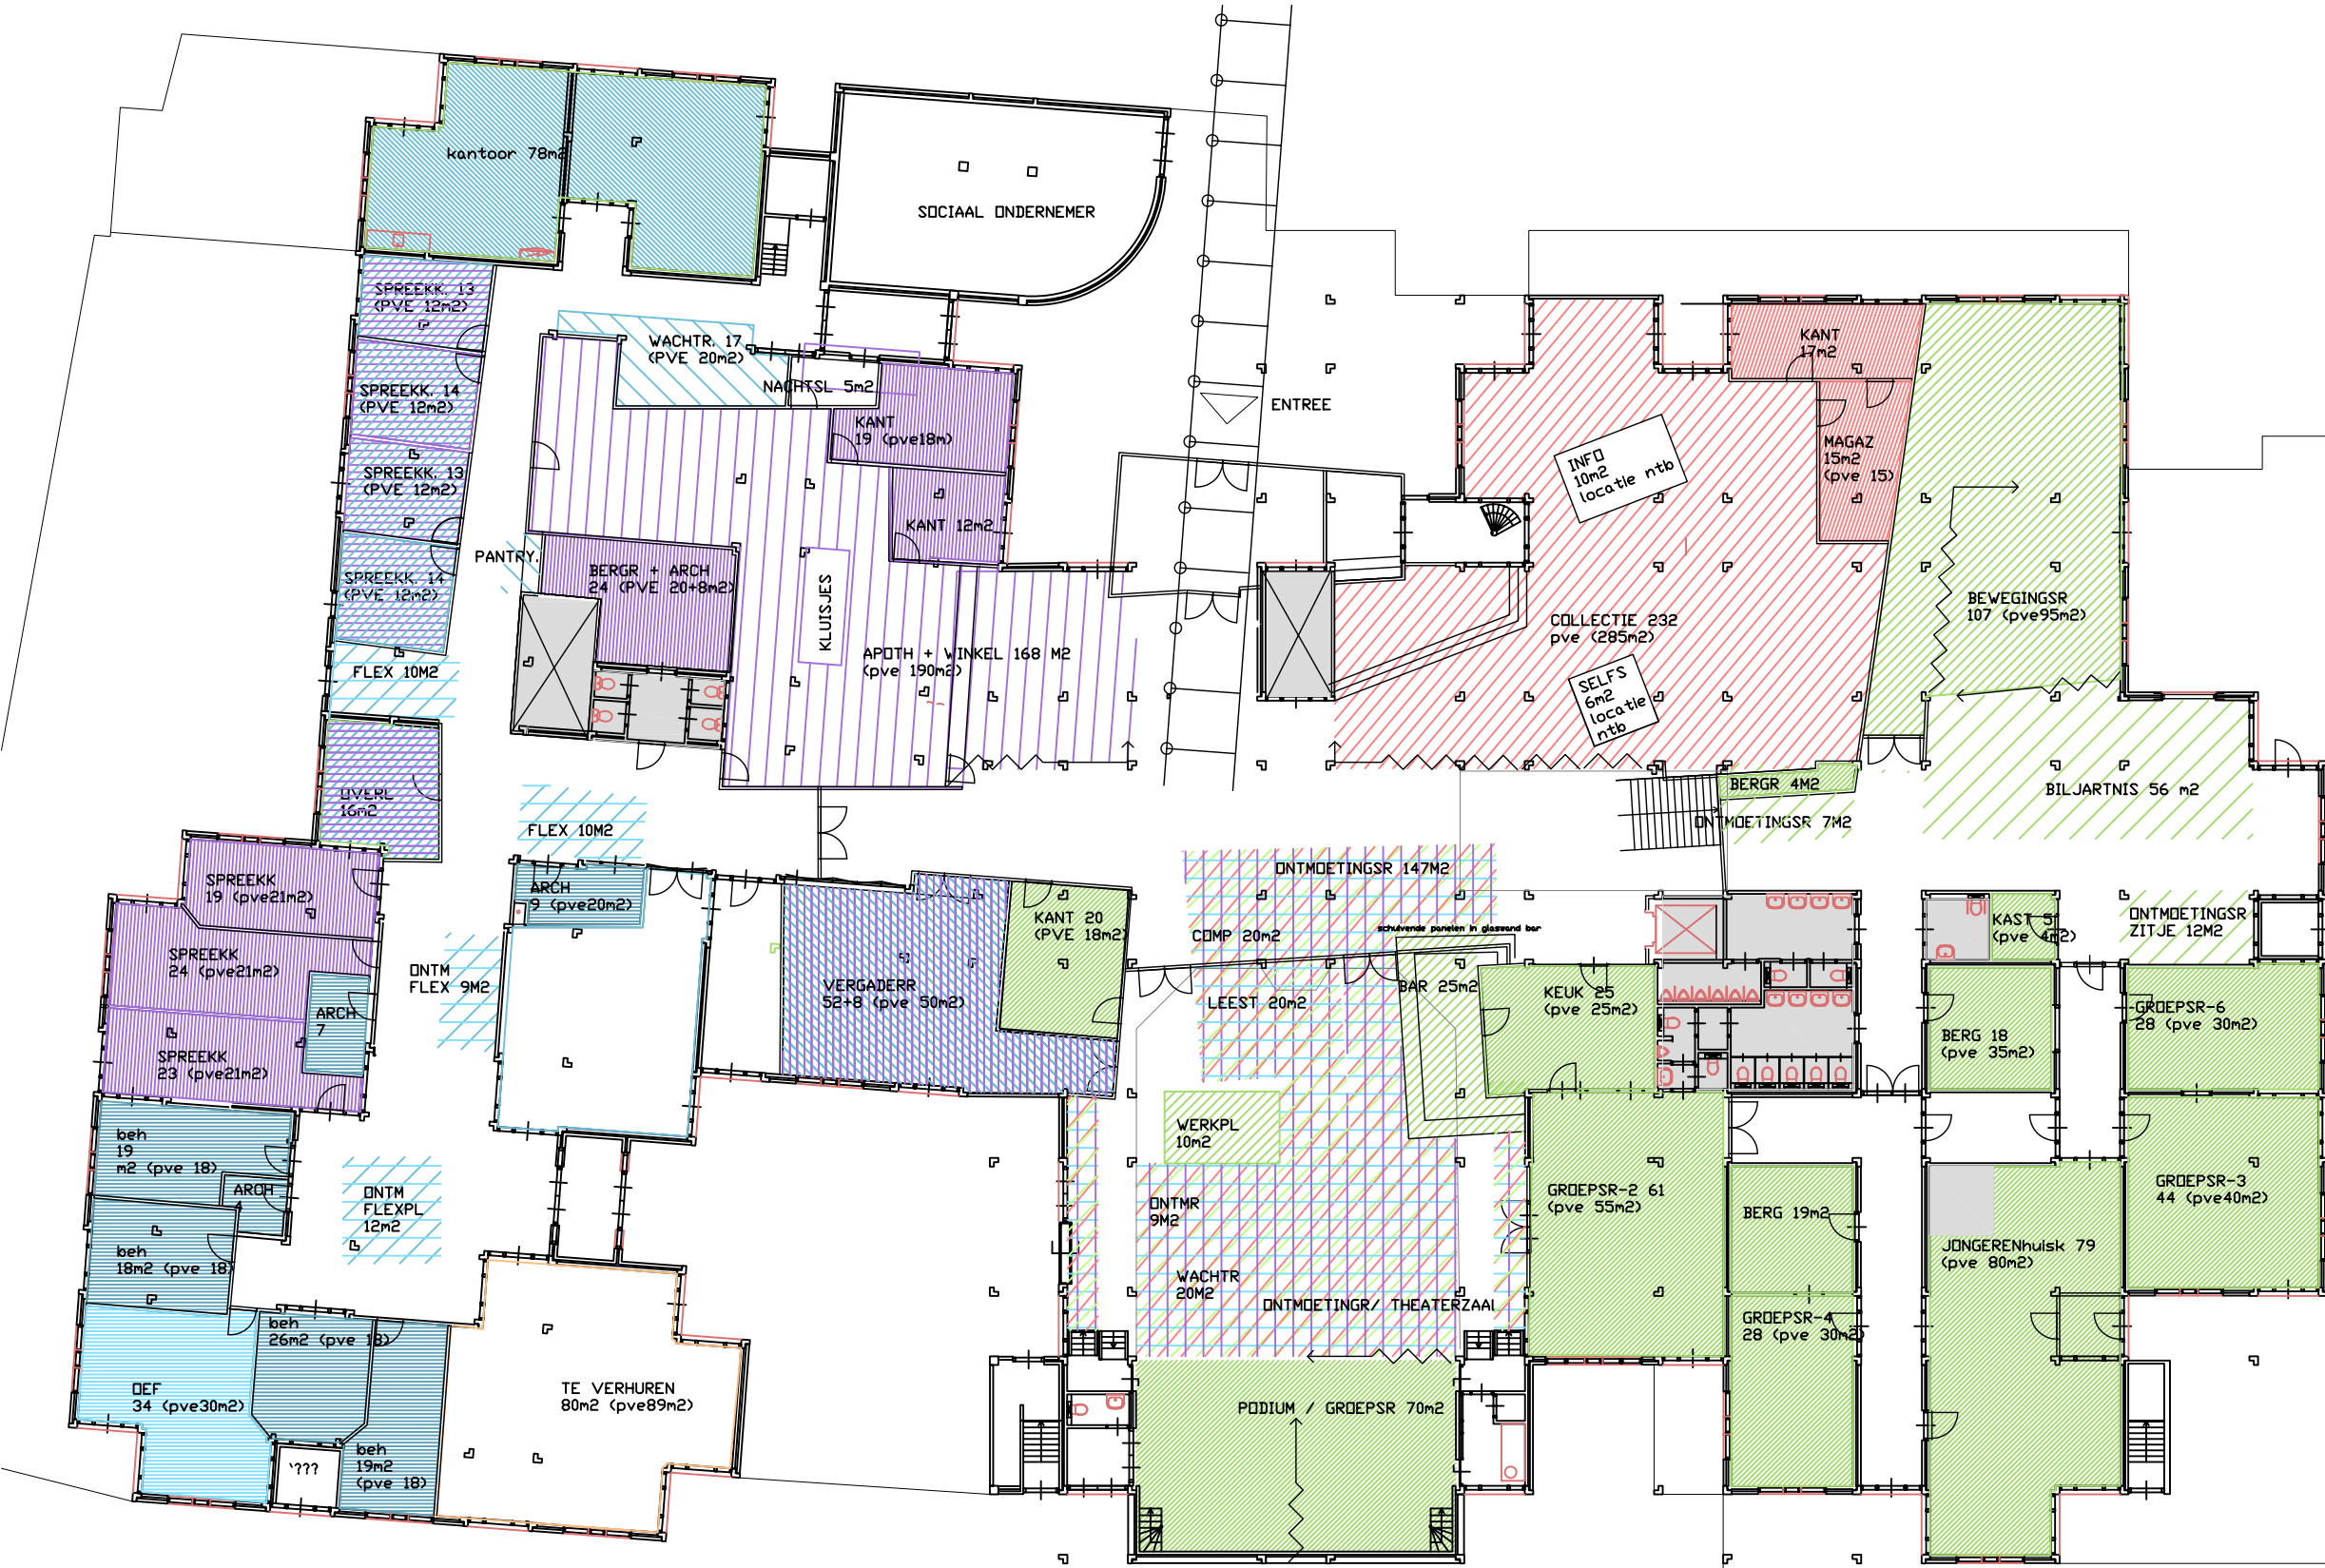 kantoor 78m2
SOCIAAL ONDERNEMER
SPREEKK. 13
(PVE 12m2)
WACHTR. 17
(PVE 20m2)
NACHTSL 5m2
SPREEKK. 14
(PVE 12m2)
KANT
19 (pve18m)
SPREEKK. 13
(PVE 12m2)
KANT 12m2
PANTRY.
SPREEKK. 14
(PVE 12m2)
BERGR + ARCH
24 (PVE 20+8m2)
KLUISJES
APOTH + WINKEL 168 M2
(pve 190m2)
FLEX 10M2
OVERL
16m2
FLEX 10M2
ENTREE
KANT
17m2
INFO
10m2
locatie ntb
MAGAZ
15m2
(pve 15)
COLLECTIE 232
pve (285m2)
SELFS
6m2
locatie
ntb
BEWEGINGSR
107 (pve95m2)
BERGR 4M2
BILJARTNIS 56 m2
ONTMOETINGSR 7M2
ONTMOETINGSR 147M2
SPREEKK
19 (pve21m2)
ARCH
9 (pve20m2)
SPREEKK
24 (pve21m2)
ONTM
FLEX 9M2
ARCH
7
SPREEKK
23 (pve21m2)
VERGADERR
52+8 (pve 50m2)
KANT 20
(PVE 18m2)
COMP 20m2
schuivende panelen in glaswand bar
LEEST 20m2
BAR 25m2
KEUK 25
(pve 25m2)
KAST 5
(pve 4m2)
ONTMOETINGSR
ZITJE 12M2
BERG 18
(pve 35m2)
GROEPSR-6
28 (pve 30m2)
beh
19
m2 (pve 18)
ARCH
4
ONTM
FLEXPL
12m2
beh
18m2 (pve 18)
WERKPL
10m2
ONTMR
9M2
WACHTR
20M2
ONTMOETINGR/ THEATERZAAL
GROEPSR-2 61
(pve 55m2)
BERG 19m2
JONGERENhuisk 79
(pve 80m2)
GROEPSR-3
44 (pve40m2)
beh
26m2 (pve 18)
OEF
34 (pve30m2)
TE VERHUREN
80m2 (pve89m2)
beh
19m2
(pve 18)
'???
PODIUM / GROEPSR 70m2
GROEPSR-4
28 (pve 30m2)